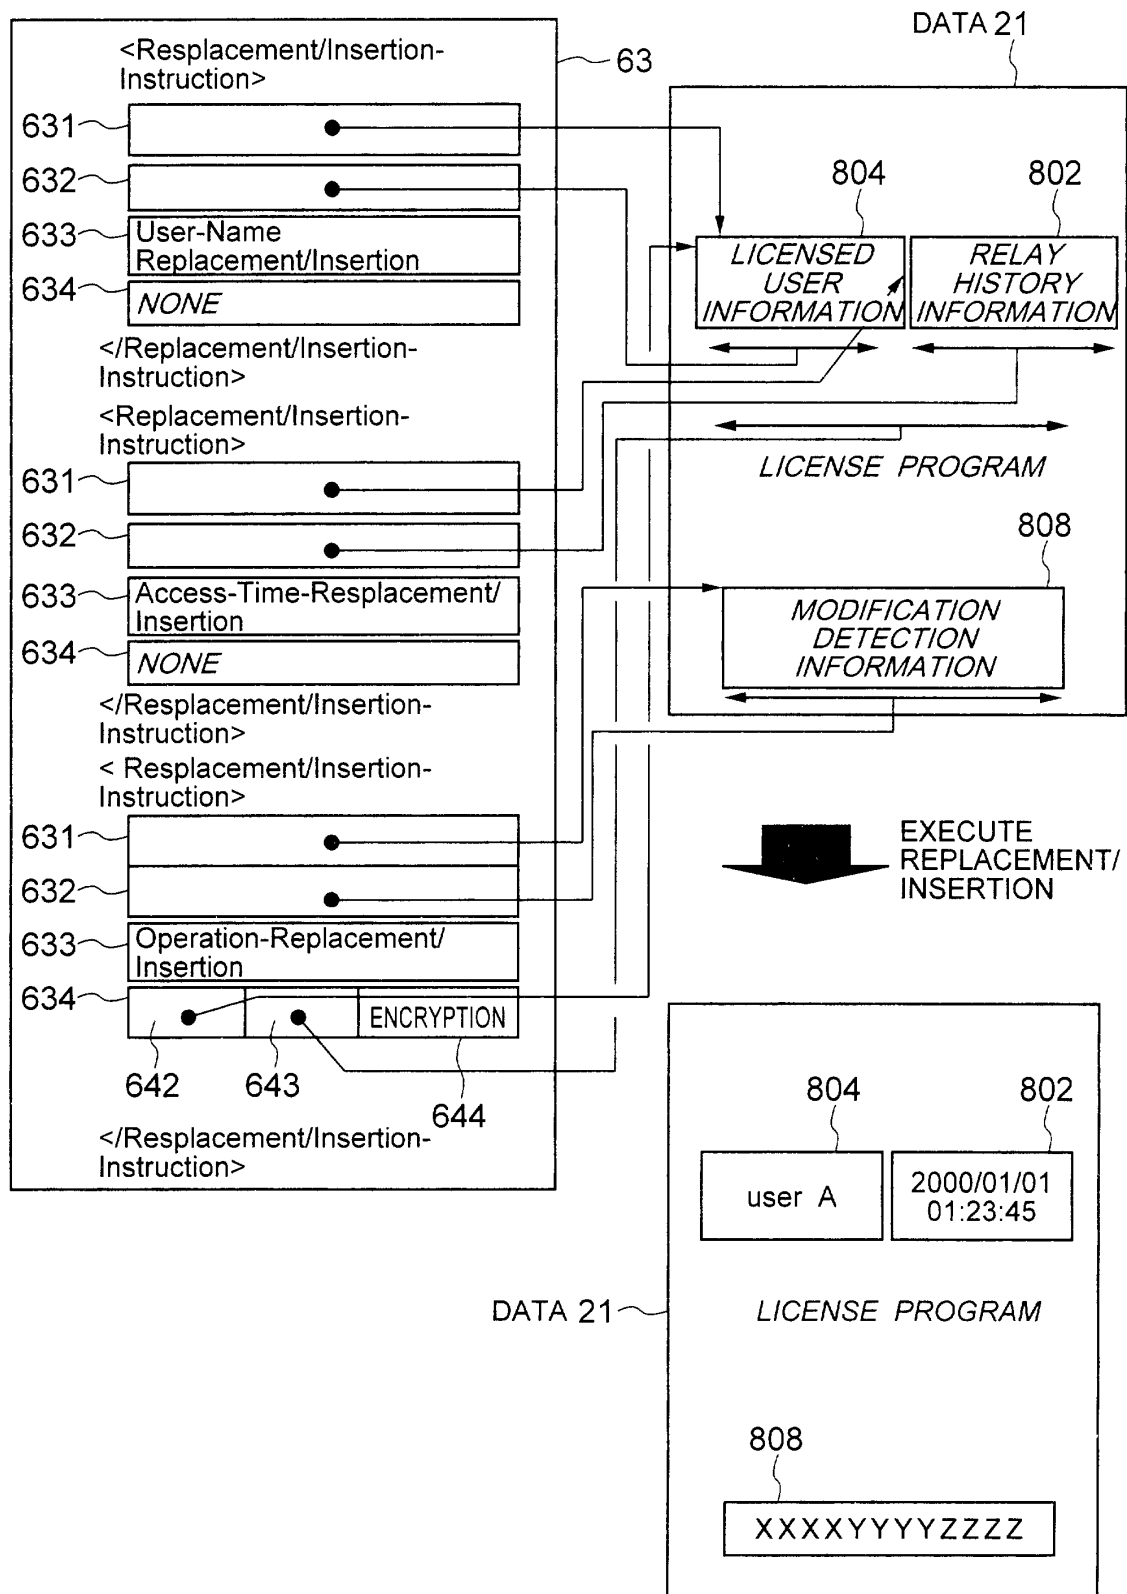 <Resplacement/Insertion-
Instruction>
63
631
632
633
User-Name
Replacement/Insertion
634
NONE
</Replacement/Insertion-
Instruction>
<Replacement/Insertion-
Instruction>
631
632
633
Access-Time-Resplacement/
Insertion
634
NONE
</Resplacement/Insertion-
Instruction>
< Resplacement/Insertion-
Instruction>
631
632
633
Operation-Replacement/
Insertion
634
ENCRYPTION
642
643
644
</Resplacement/Insertion-
Instruction>
DATA 21
804
802
LICENSED
USER
INFORMATION
RELAY
HISTORY
INFORMATION
LICENSE PROGRAM
808
MODIFICATION
DETECTION
INFORMATION
EXECUTE
REPLACEMENT/
INSERTION
804
802
user A
2000/01/01
01:23:45
DATA 21
LICENSE PROGRAM
808
XXXXYYYYZZZZ